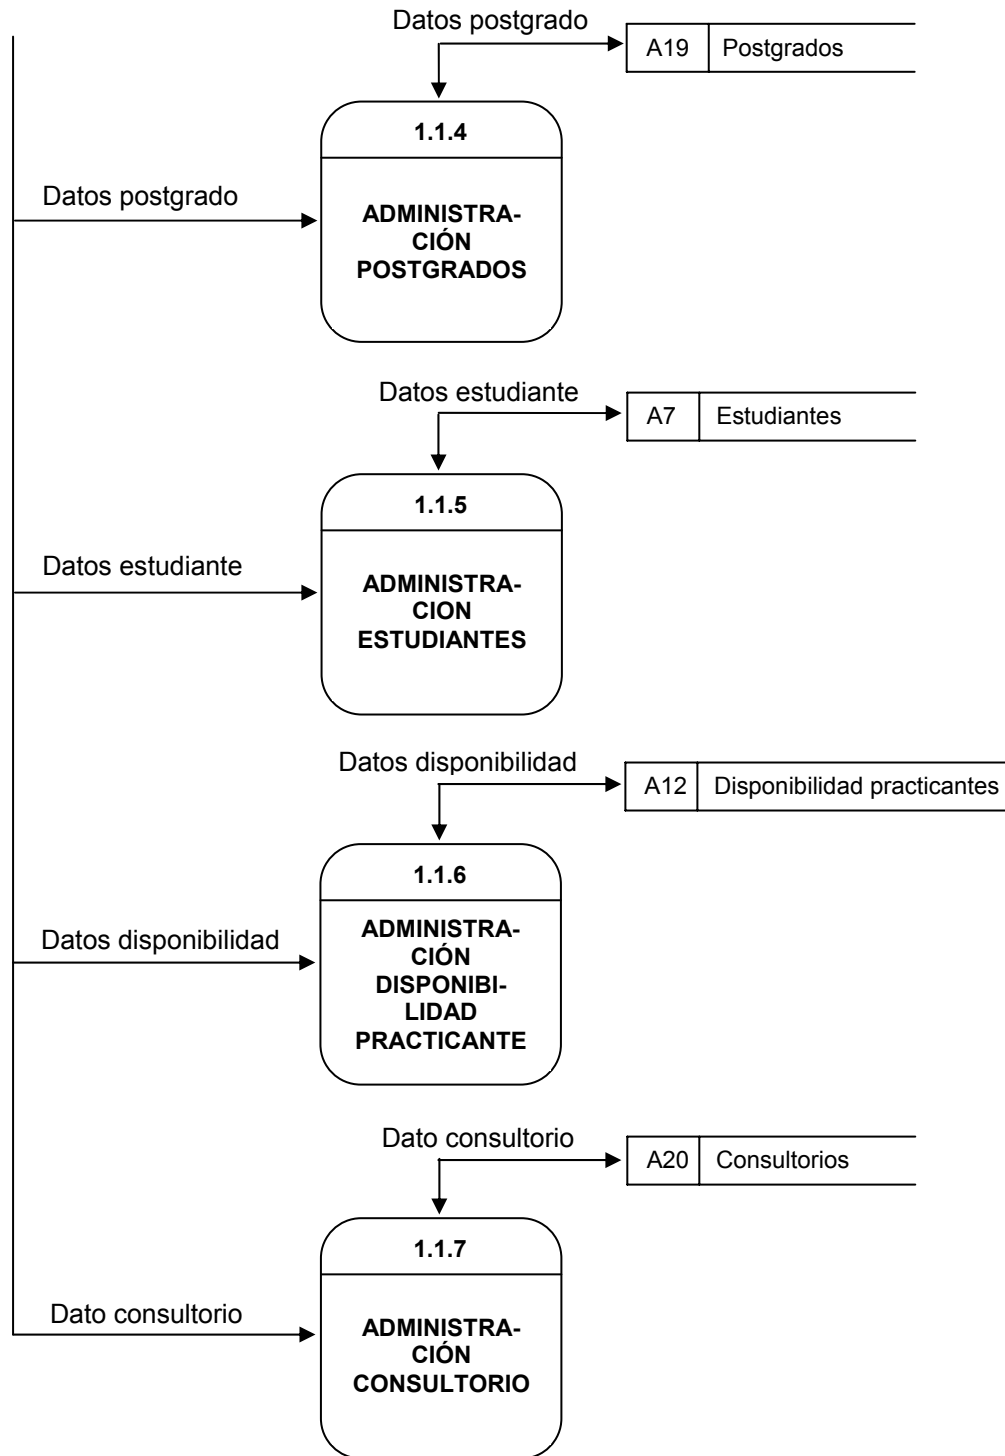 Datos postgrado
A19 Postgrados
1.1.4
Datos postgrado
ADMINISTRA-
CIÓN
POSTGRADOS
Datos estudiante
A7 Estudiantes
1.1.5
Datos estudiante
ADMINISTRA-
CION
ESTUDIANTES
Datos disponibilidad
A12 Disponibilidad practicantes
1.1.6
Datos disponibilidad
ADMINISTRA-
CIÓN
DISPONIBI-
LIDAD
PRACTICANTE
Dato consultorio
A20 Consultorios
1.1.7
Dato consultorio
ADMINISTRA-
CIÓN
CONSULTORIO